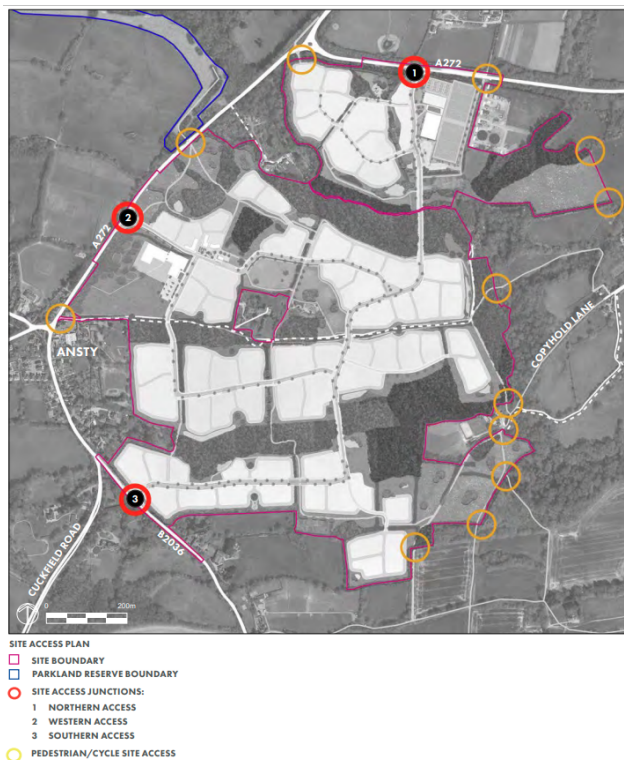 A272
1
2
A272
COPYHOLD LANE
ANSTY
3
B2036
CUCKFIELD ROAD
0 200m
SITE ACCESS PLAN
SITE BOUNDARY
PARKLAND RESERVE BOUNDARY
SITE ACCESS JUNCTIONS:
1 NORTHERN ACCESS
2 WESTERN ACCESS
3 SOUTHERN ACCESS
PEDESTRIAN/CYCLE SITE ACCESS